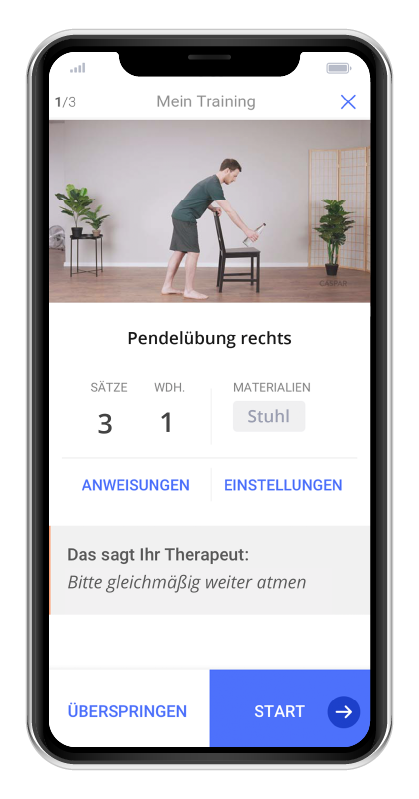 1/3
Mein Training
CASPAR
Pendelübung rechts
SÄTZE WDH. MATERIALIEN
3 1 Stuhl
ANWEISUNGEN EINSTELLUNGEN
Das sagt Ihr Therapeut:
Bitte gleichmäßig weiter atmen
ÜBERSPRINGEN START